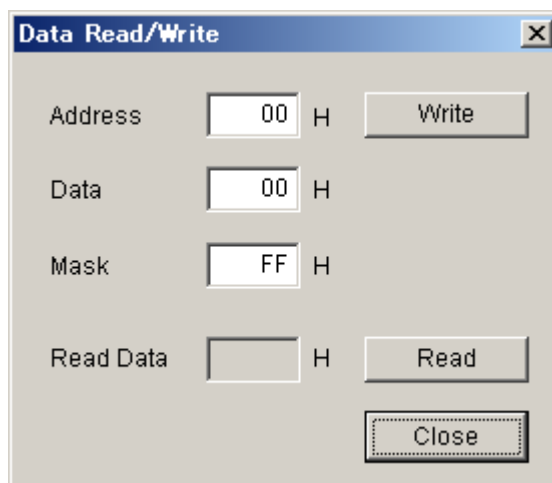 Data Read/Write
Address 00 H Write
Data 00 H
Mask FF H
Read Data H Read
Close